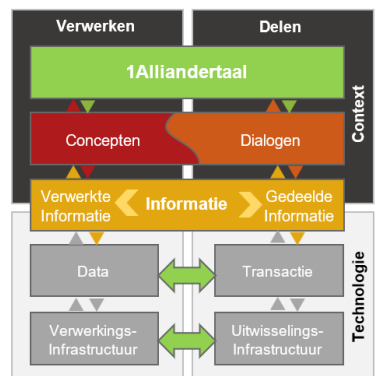 Verwerken
Delen
1Alliandertaal
Context
Concepten
Dialogen
Verwerkte
Informatie
Informatie
Gedeelde
Informatie
Technologie
Data
Transactie
Verwerkings-
Infrastructuur
Uitwisselings-
Infrastructuur